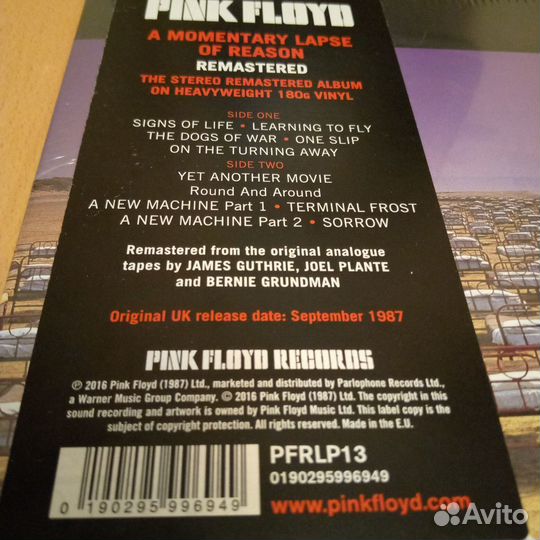 PINK FLOYD
A MOMENTARY LAPSE
OF REASON
REMASTERED
THE STEREO REMASTERED ALBUM
ON HEAVYWEIGHT 180g VINYL
SIDE ONE
SIGNS OF LIFE • LEARNING TO FLY
THE DOGS OF WAR • ONE SLIP
ON THE TURNING AWAY
SIDE TWO
YET ANOTHER MOVIE
Round And Around
A NEW MACHINE Part 1 • TERMINAL FROST
A NEW MACHINE Part 2 • SORROW
Remastered from the original analogue
tapes by JAMES GUTHRIE, JOEL PLANTE
and BERNIE GRUNDMAN
Original UK release date: September 1987
PINK FLOYD RECORDS
℗ 2016 Pink Floyd (1987) Ltd., marketed and distributed by Parlophone Records Ltd.,
a Warner Music Group Company. © 2016 Pink Floyd (1987) Ltd. The copyright in this
sound recording and artwork is owned by Pink Floyd Music Ltd. This label copy is the
subject of copyright protection. All rights reserved. Made in the E.U.
PFRLP13
0190295996949
0 190295 996949
www.pinkfloyd.com
Avito